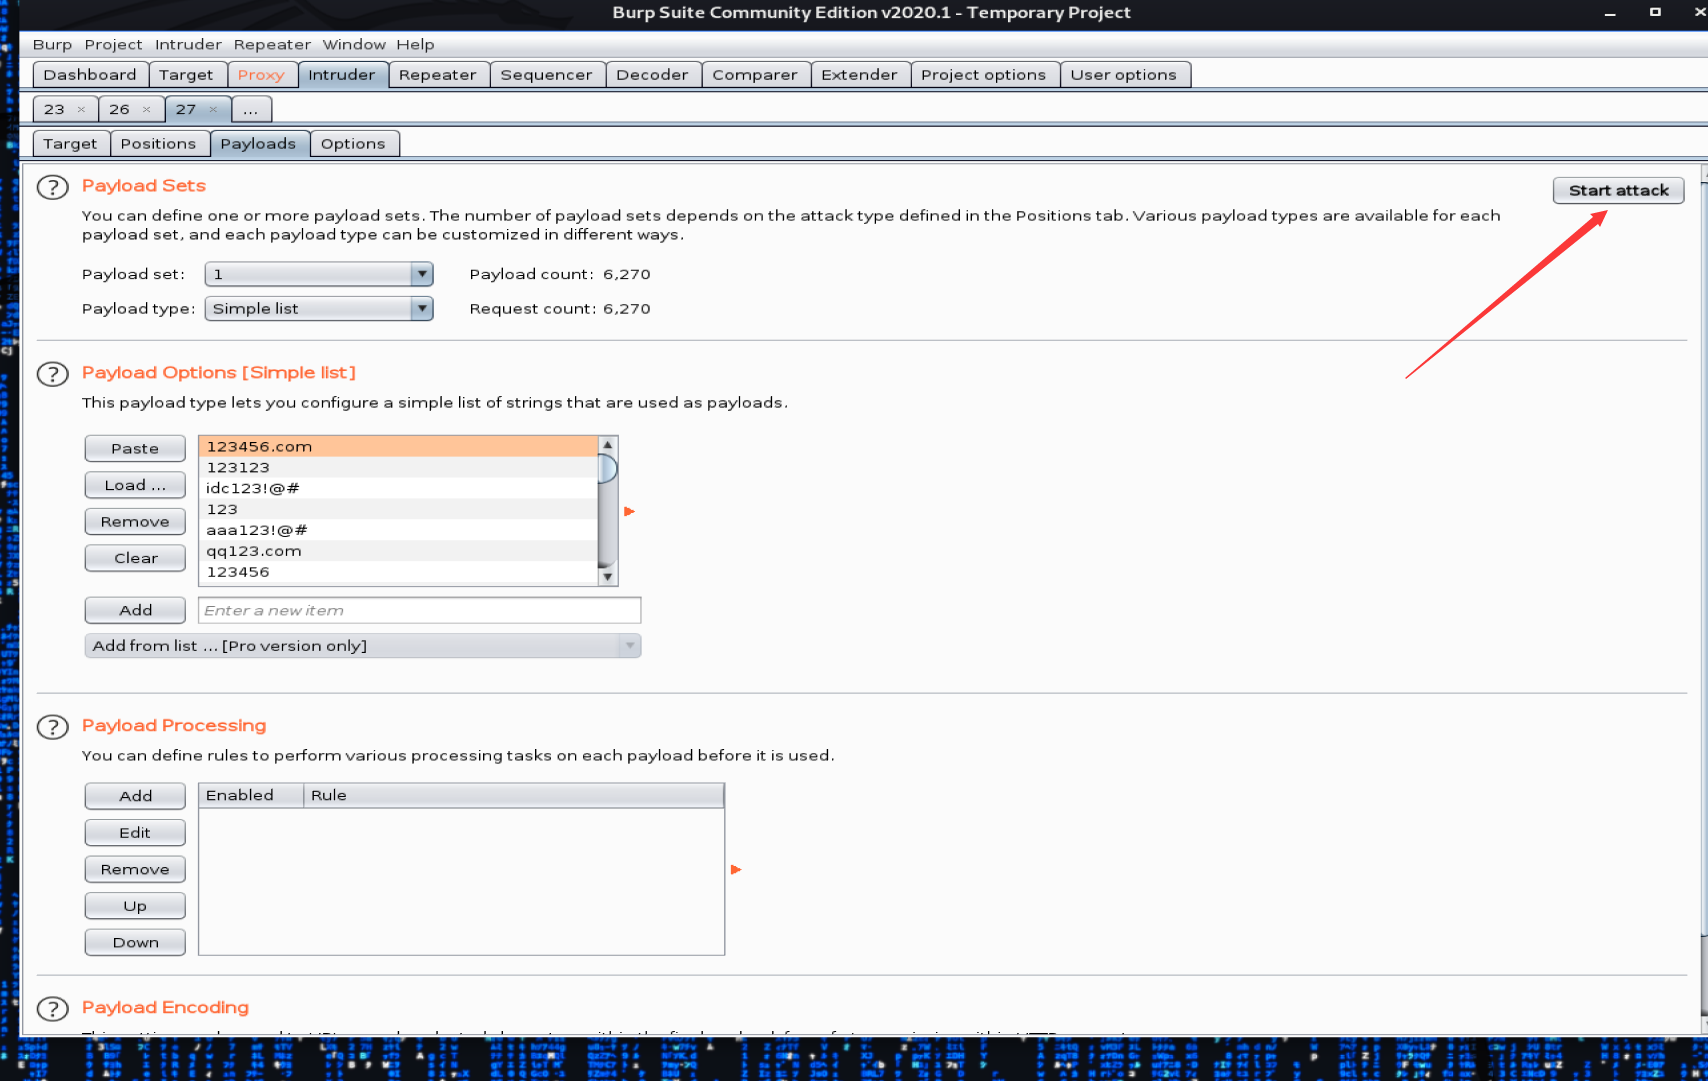 Burp Suite Community Edition v2020.1 - Temporary Project
Burp Project Intruder Repeater Window Help
Dashboard Target Proxy Intruder Repeater Sequencer Decoder Comparer Extender Project options User options
23 × 26 × 27 × ...
Target Positions Payloads Options
? Payload Sets
Start attack
You can define one or more payload sets. The number of payload sets depends on the attack type defined in the Positions tab. Various payload types are available for each
payload set, and each payload type can be customized in different ways.
Payload set: 1 Payload count: 6,270
Payload type: Simple list Request count: 6,270
? Payload Options [Simple list]
This payload type lets you configure a simple list of strings that are used as payloads.
Paste
Load ...
Remove
Clear
123456.com
123123
idc123!@#
123
aaa123!@#
qq123.com
123456
Add Enter a new item
Add from list ... [Pro version only]
? Payload Processing
You can define rules to perform various processing tasks on each payload before it is used.
Add
Edit
Remove
Up
Down
Enabled Rule
? Payload Encoding